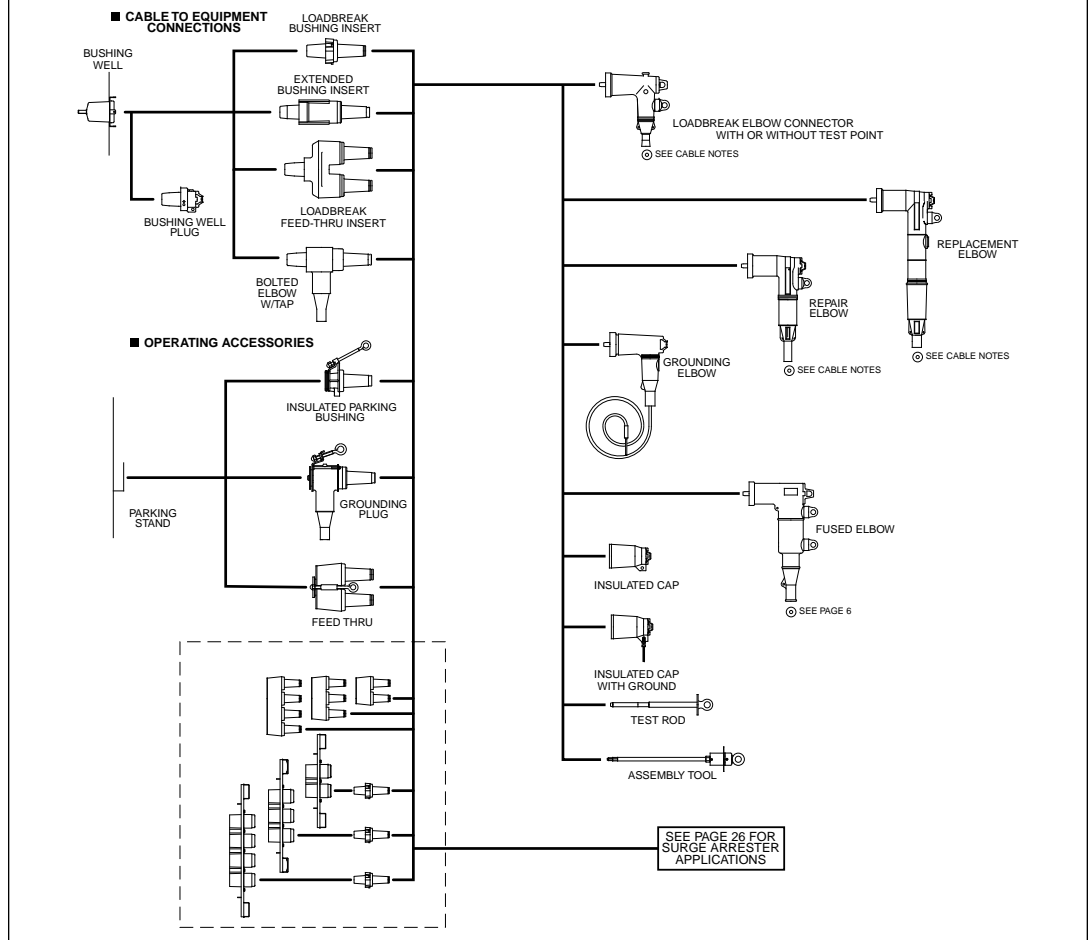 ■ CABLE TO EQUIPMENT
CONNECTIONS
BUSHING
WELL
LOADBREAK
BUSHING INSERT
EXTENDED
BUSHING INSERT
BUSHING WELL
PLUG
LOADBREAK
FEED-THRU INSERT
BOLTED
ELBOW
W/TAP
■ OPERATING ACCESSORIES
INSULATED PARKING
BUSHING
PARKING
STAND
GROUNDING
PLUG
FEED THRU
LOADBREAK ELBOW CONNECTOR
WITH OR WITHOUT TEST POINT
SEE CABLE NOTES
REPLACEMENT
ELBOW
SEE CABLE NOTES
REPAIR
ELBOW
SEE CABLE NOTES
GROUNDING
ELBOW
FUSED ELBOW
SEE PAGE 6
INSULATED CAP
INSULATED CAP
WITH GROUND
TEST ROD
ASSEMBLY TOOL
SEE PAGE 26 FOR
SURGE ARRESTER
APPLICATIONS